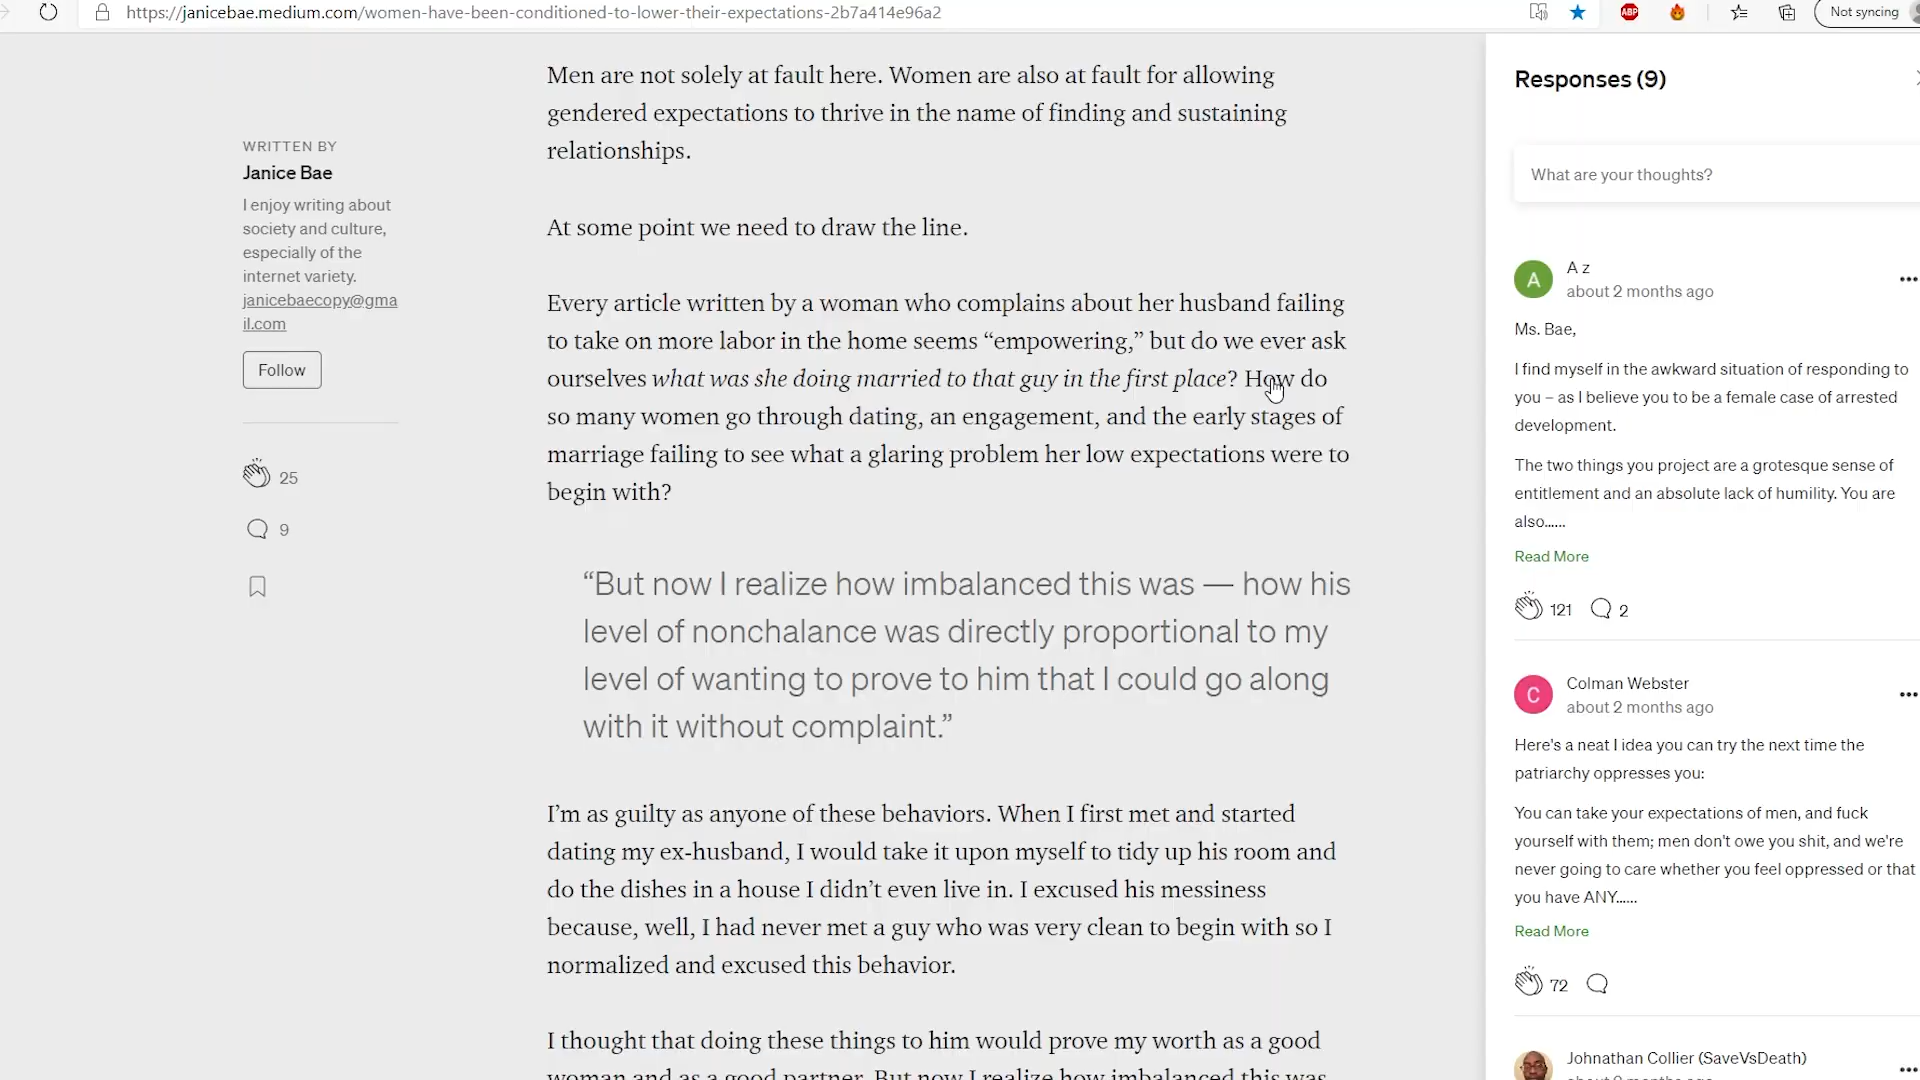 https://janicebae.medium.com/women-have-been-conditioned-to-lower-their-expectations-2b7a414e96a2
ABP
Not syncing
WRITTEN BY
Janice Bae
I enjoy writing about
society and culture,
especially of the
internet variety.
janicebaecopy@gma
il.com
Follow
25
9
Men are not solely at fault here. Women are also at fault for allowing
gendered expectations to thrive in the name of finding and sustaining
relationships.
At some point we need to draw the line.
Every article written by a woman who complains about her husband failing
to take on more labor in the home seems “empowering,” but do we ever ask
ourselves what was she doing married to that guy in the first place? How do
so many women go through dating, an engagement, and the early stages of
marriage failing to see what a glaring problem her low expectations were to
begin with?
“But now I realize how imbalanced this was — how his
level of nonchalance was directly proportional to my
level of wanting to prove to him that I could go along
with it without complaint.”
I’m as guilty as anyone of these behaviors. When I first met and started
dating my ex-husband, I would take it upon myself to tidy up his room and
do the dishes in a house I didn’t even live in. I excused his messiness
because, well, I had never met a guy who was very clean to begin with so I
normalized and excused this behavior.
I thought that doing these things to him would prove my worth as a good
woman and as a good partner. But now I realize how imbalanced this was
Responses (9)
What are your thoughts?
A
A z
about 2 months ago
Ms. Bae,
I find myself in the awkward situation of responding to
you – as I believe you to be a female case of arrested
development.
The two things you project are a grotesque sense of
entitlement and an absolute lack of humility. You are
also......
Read More
121
2
C
Colman Webster
about 2 months ago
Here's a neat I idea you can try the next time the
patriarchy oppresses you:
You can take your expectations of men, and fuck
yourself with them; men don't owe you shit, and we're
never going to care whether you feel oppressed or that
you have ANY......
Read More
72
Johnathan Collier (SaveVsDeath)
about 2 months ago